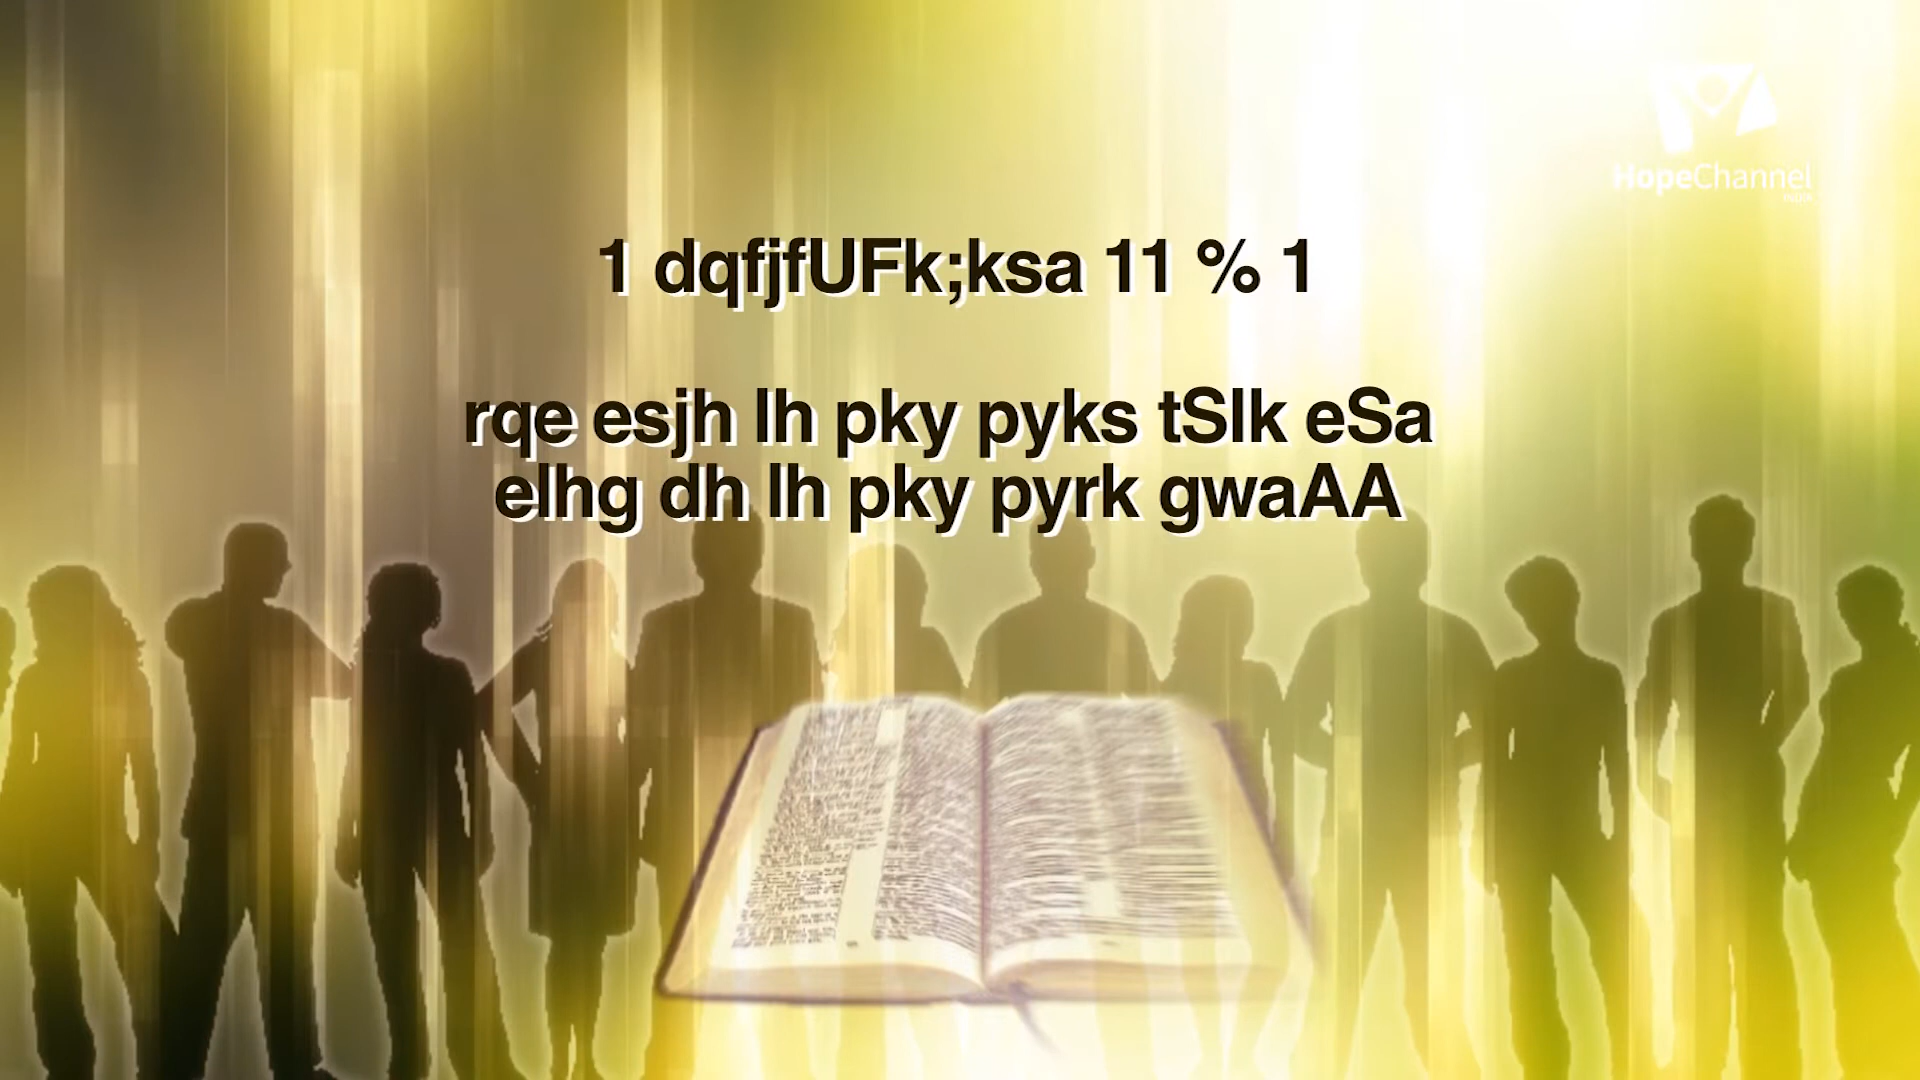 HopeChannel
1 dqfjfUFk;ksa 11 % 1
rqe esjh lh pky pyks tSlk eSa
elhg dh lh pky pyrk gwaAA